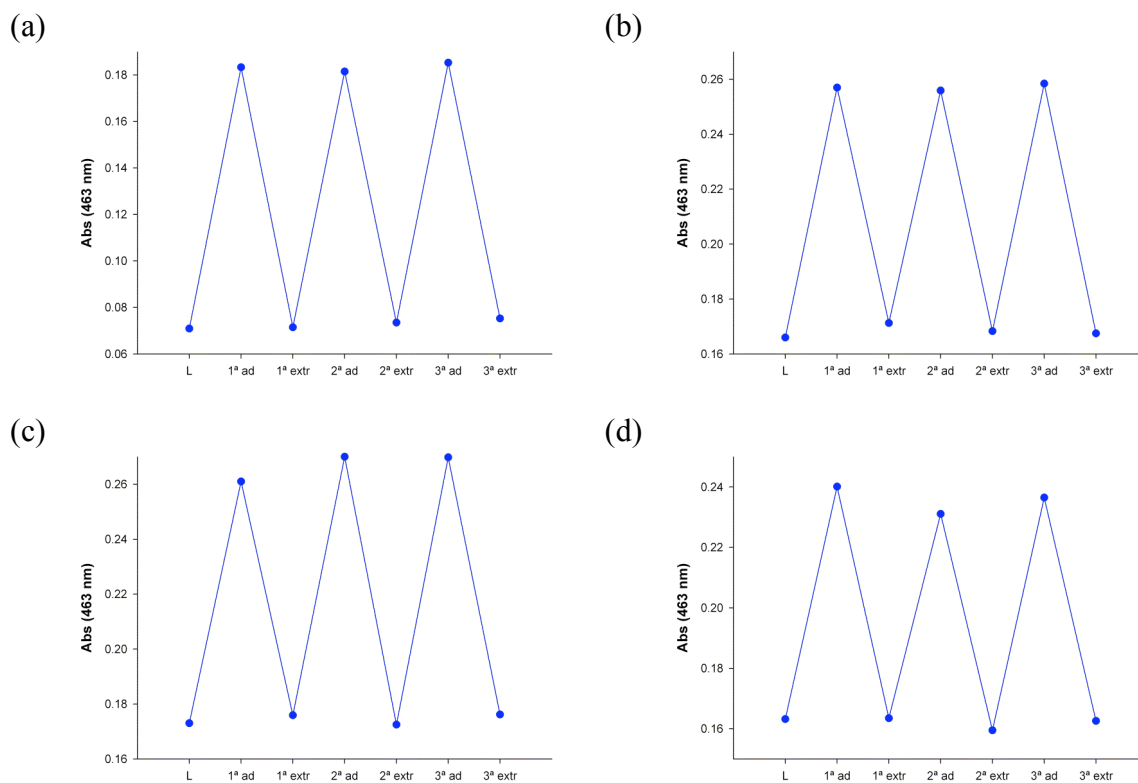 (a)
0.18
0.16
0.14
0.12
0.10
0.08
0.06
Abs (463 nm)
L 1ª ad 1ª extr 2ª ad 2ª extr 3ª ad 3ª extr
(b)
0.26
0.24
0.22
0.20
0.18
0.16
Abs (463 nm)
L 1ª ad 1ª extr 2ª ad 2ª extr 3ª ad 3ª extr
(c)
0.26
0.24
0.22
0.20
0.18
0.16
Abs (463 nm)
L 1ª ad 1ª extr 2ª ad 2ª extr 3ª ad 3ª extr
(d)
0.24
0.22
0.20
0.18
0.16
Abs (463 nm)
L 1ª ad 1ª extr 2ª ad 2ª extr 3ª ad 3ª extr